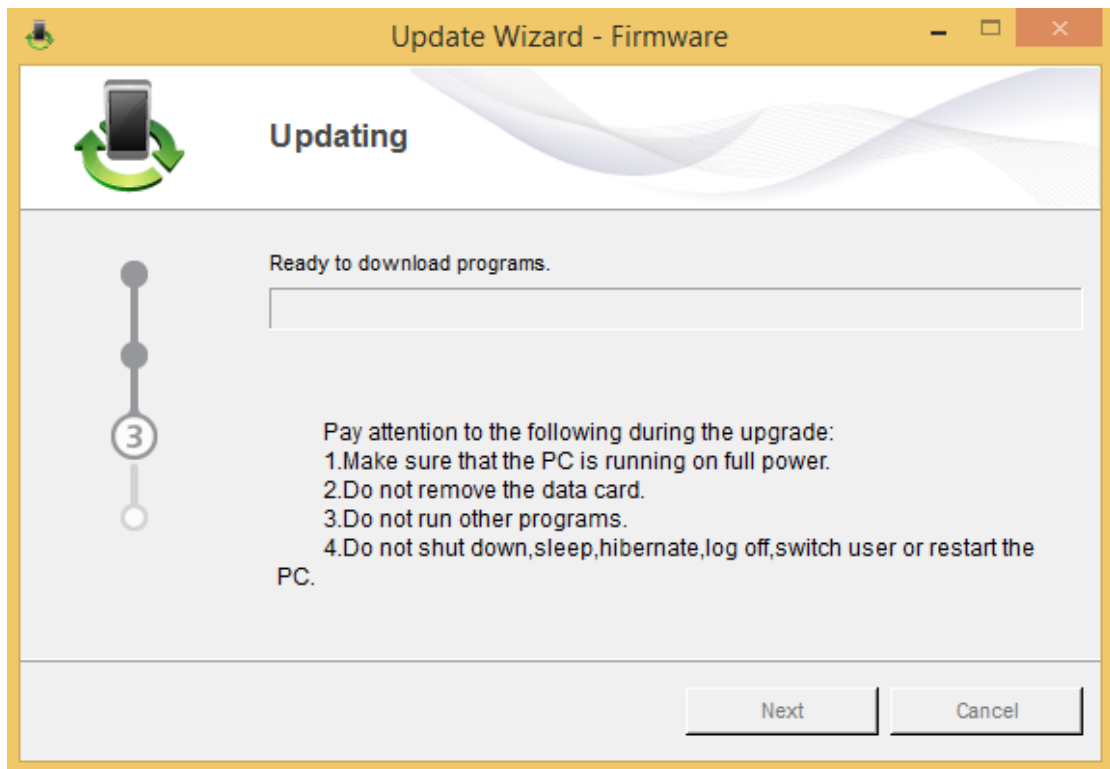 Update Wizard - Firmware
Updating
Ready to download programs.
3
Pay attention to the following during the upgrade:
1.Make sure that the PC is running on full power.
2.Do not remove the data card.
3.Do not run other programs.
4.Do not shut down,sleep,hibernate,log off,switch user or restart the
PC.
Next
Cancel